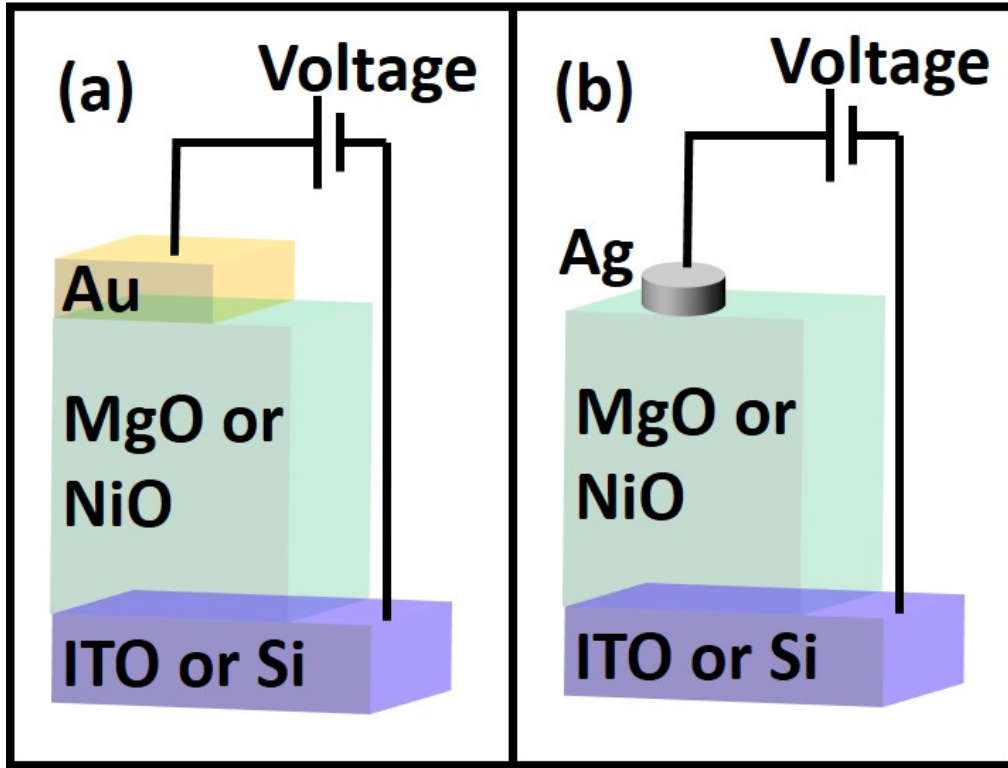 (a)
Voltage
Au
MgO or
NiO
ITO or Si
(b)
Voltage
Ag
MgO or
NiO
ITO or Si